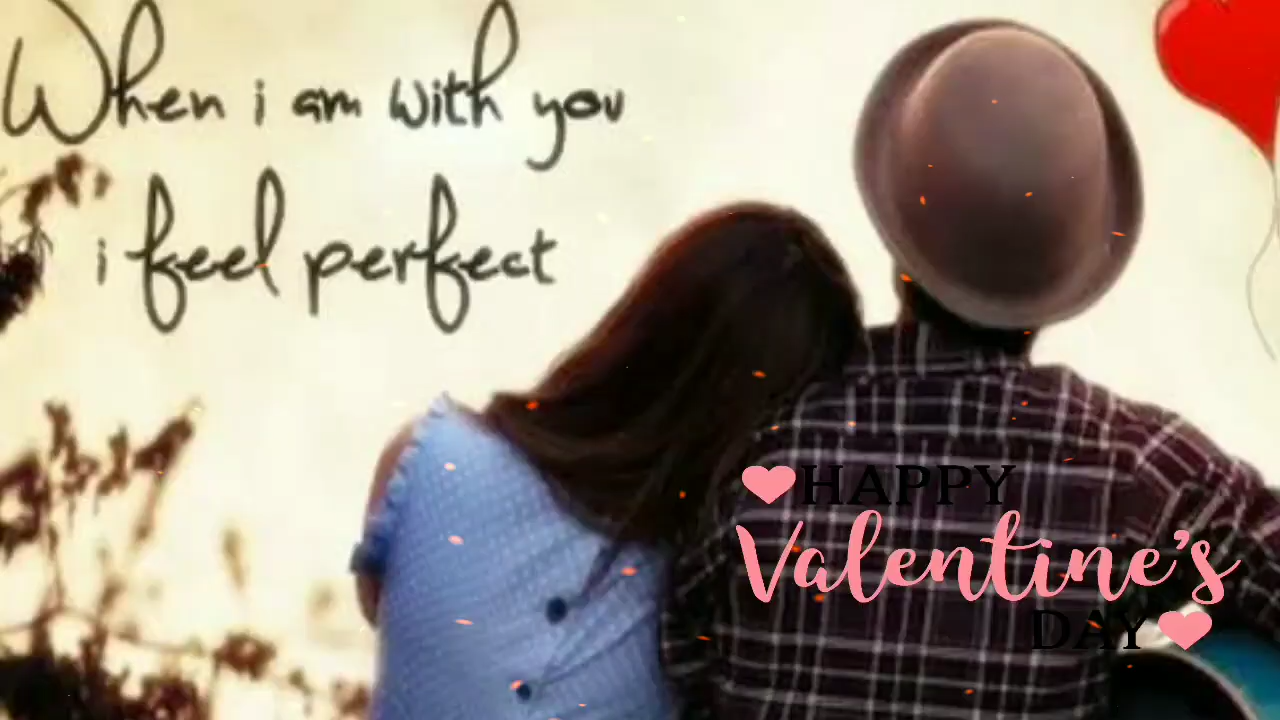 When i am with you
i feel perfect
HAPPY
Valentine's
DAY